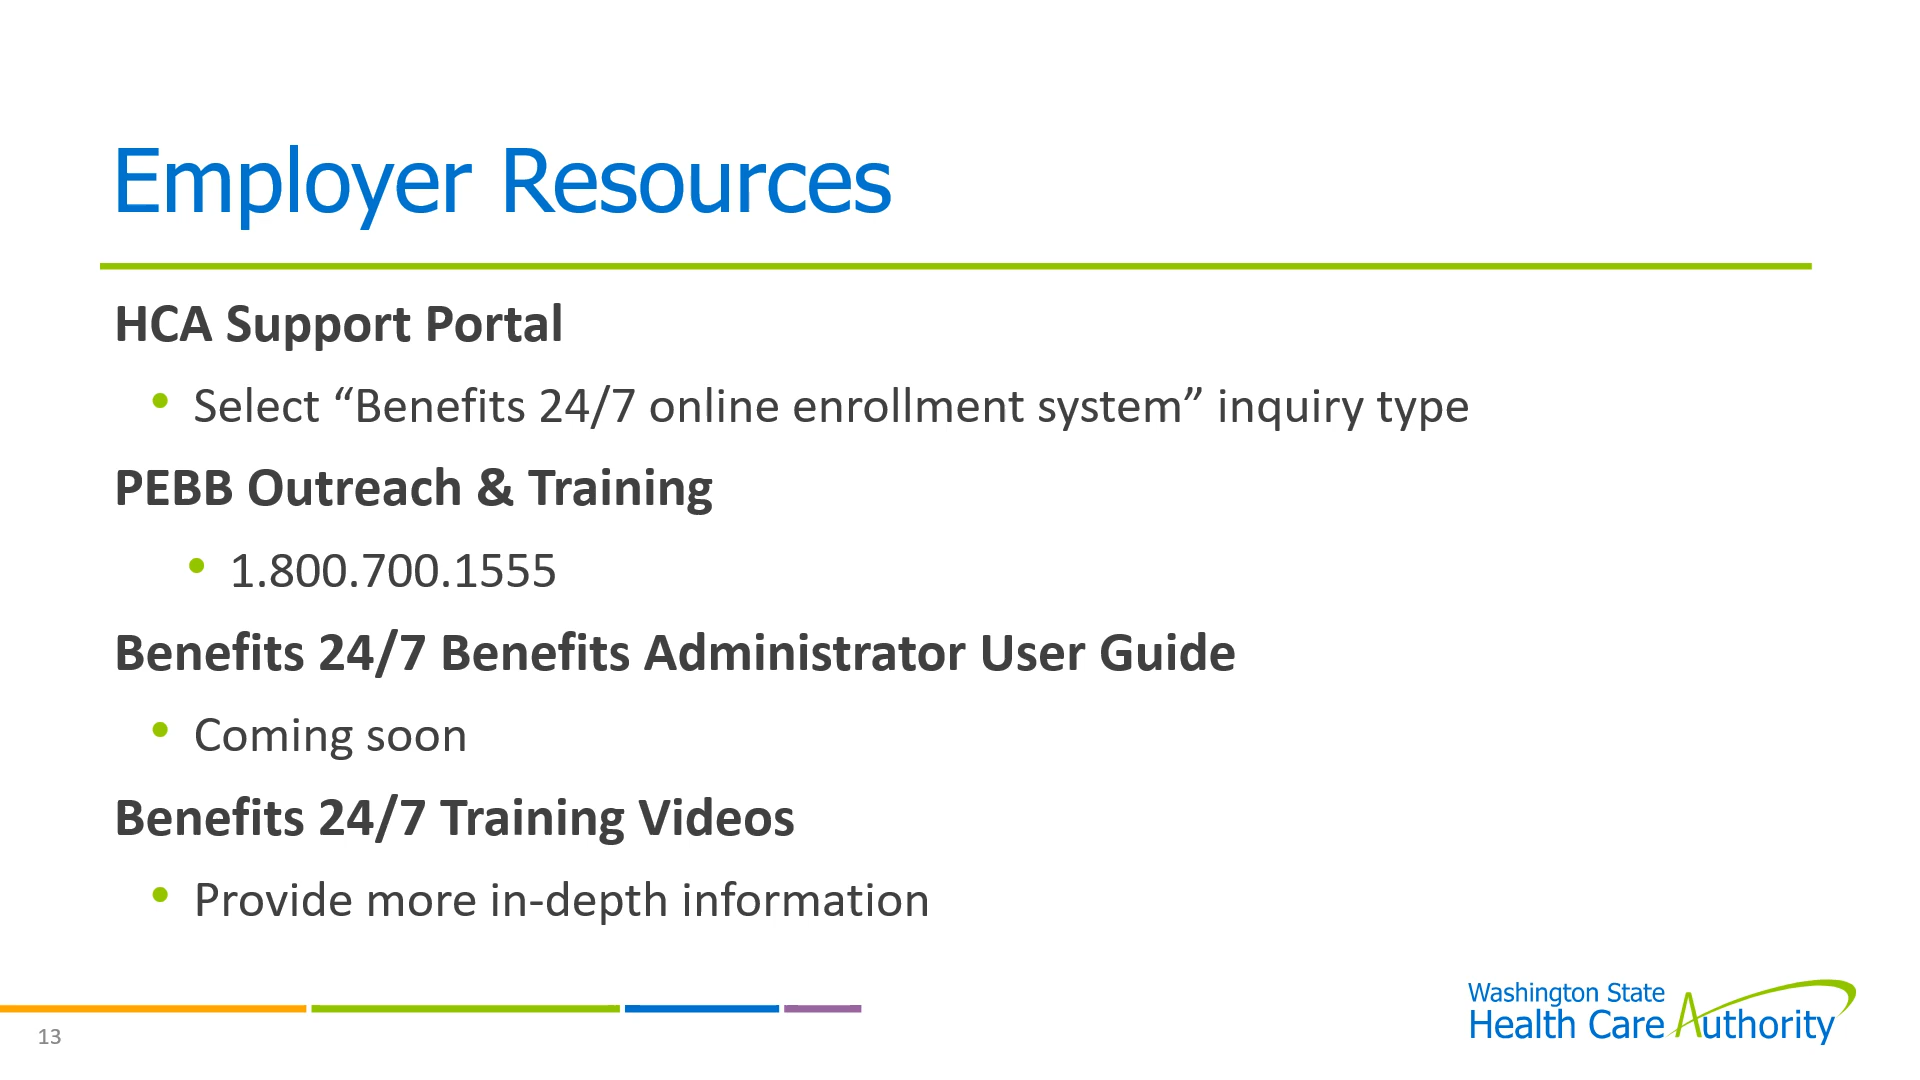 Employer Resources
HCA Support Portal
• Select “Benefits 24/7 online enrollment system” inquiry type
PEBB Outreach & Training
• 1.800.700.1555
Benefits 24/7 Benefits Administrator User Guide
• Coming soon
Benefits 24/7 Training Videos
• Provide more in-depth information
13
Washington State
Health Care Authority